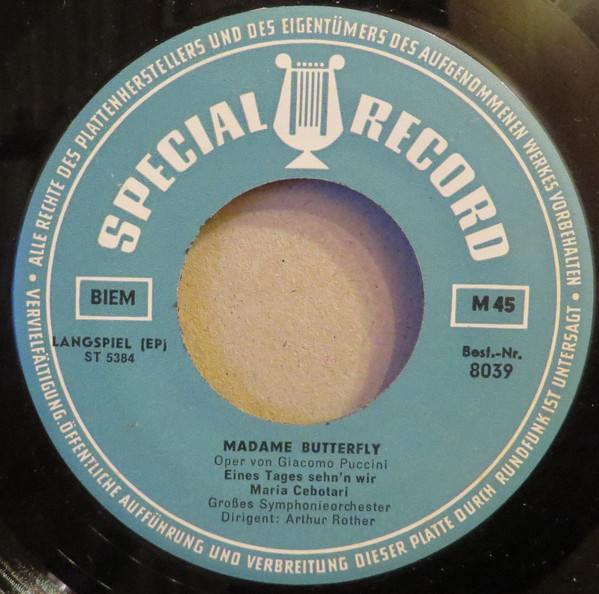 • ALLE RECHTE DES PLATTENHERSTELLERS UND DES EIGENTÜMERS DES AUFGENOMMENEN WERKES VORBEHALTEN
• VERVIELFÄLTIGUNG.ÖFFENTLICHE AUFFÜHRUNG UND VERBREITUNG DIESER PLATTE DURCH RUNDFUNK IST UNTERSAGT
SPECIAL RECORD
BIEM
M 45
LANGSPIEL (EP)
ST 5384
Best.-Nr.
8039
MADAME BUTTERFLY
Oper von Giacomo Puccini
Eines Tages sehn'n wir
Maria Cebotari
Großes Symphonieorchester
Dirigent: Arthur Rother